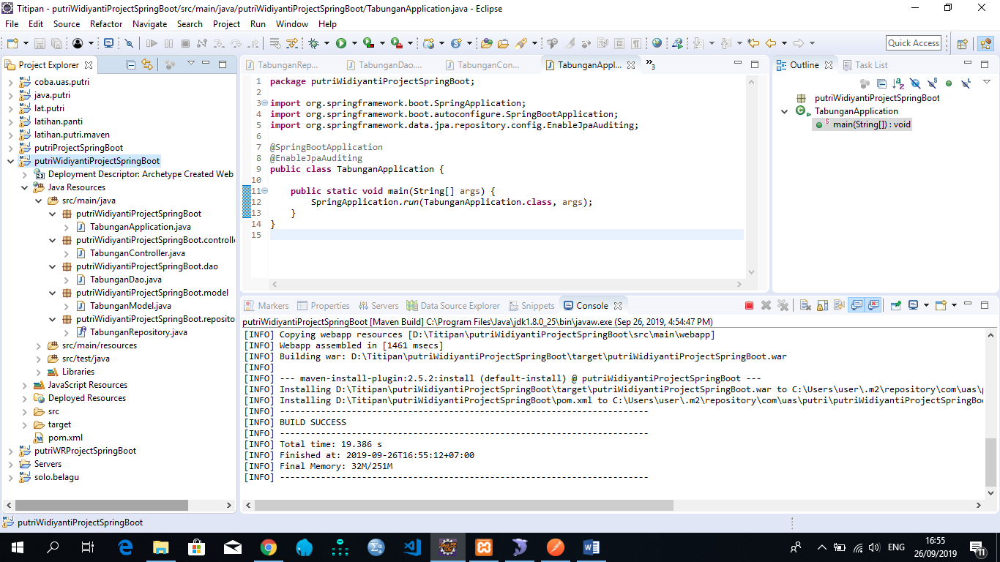 Titipan - putriWidiyantiProjectSpringBoot/src/main/java/putriWidiyantiProjectSpringBoot/TabunganApplication.java - Eclipse
File Edit Source Refactor Navigate Search Project Run Window Help
Quick Access
Project Explorer
coba.uas.putri
java.putri
lat.putri
latihan.panti
latihan.putri.maven
putriProjectSpringBoot
putriWidiyantiProjectSpringBoot
Deployment Descriptor: Archetype Created Web
Java Resources
src/main/java
putriWidiyantiProjectSpringBoot
TabunganApplication.java
putriWidiyantiProjectSpringBoot.controlle
TabunganController.java
putriWidiyantiProjectSpringBoot.dao
TabunganDao.java
putriWidiyantiProjectSpringBoot.model
TabunganModel.java
putriWidiyantiProjectSpringBoot.reposito
TabunganRepository.java
src/main/resources
src/test/java
Libraries
JavaScript Resources
Deployed Resources
src
target
pom.xml
putriWRProjectSpringBoot
Servers
solo.belagu
TabunganRep... TabunganDao.... TabunganCon... TabunganAppl... »3
1 package putriWidiyantiProjectSpringBoot;
2
3 import org.springframework.boot.SpringApplication;
4 import org.springframework.boot.autoconfigure.SpringBootApplication;
5 import org.springframework.data.jpa.repository.config.EnableJpaAuditing;
6
7 @SpringBootApplication
8 @EnableJpaAuditing
9 public class TabunganApplication {
10
11 public static void main(String[] args) {
12 SpringApplication.run(TabunganApplication.class, args);
13 }
14 }
15
Outline Task List
putriWidiyantiProjectSpringBoot
TabunganApplication
main(String[]) : void
Markers Properties Servers Data Source Explorer Snippets Console
putriWidiyantiProjectSpringBoot [Maven Build] C:\Program Files\Java\jdk1.8.0_25\bin\javaw.exe (Sep 26, 2019, 4:54:47 PM)
[INFO] Copying webapp resources [D:\Titipan\putriWidiyantiProjectSpringBoot\src\main\webapp]
[INFO] Webapp assembled in [1461 msecs]
[INFO] Building war: D:\Titipan\putriWidiyantiProjectSpringBoot\target\putriWidiyantiProjectSpringBoot.war
[INFO]
[INFO] --- maven-install-plugin:2.5.2:install (default-install) @ putriWidiyantiProjectSpringBoot ---
[INFO] Installing D:\Titipan\putriWidiyantiProjectSpringBoot\target\putriWidiyantiProjectSpringBoot.war to C:\Users\user\.m2\repository\com\uas\p
[INFO] Installing D:\Titipan\putriWidiyantiProjectSpringBoot\pom.xml to C:\Users\user\.m2\repository\com\uas\putri\putriWidiyantiProjectSpringBoo
[INFO] ------------------------------------------------------------------------
[INFO] BUILD SUCCESS
[INFO] ------------------------------------------------------------------------
[INFO] Total time: 19.386 s
[INFO] Finished at: 2019-09-26T16:55:12+07:00
[INFO] Final Memory: 32M/251M
[INFO] ------------------------------------------------------------------------
putriWidiyantiProjectSpringBoot
ENG
16:55
26/09/2019
11